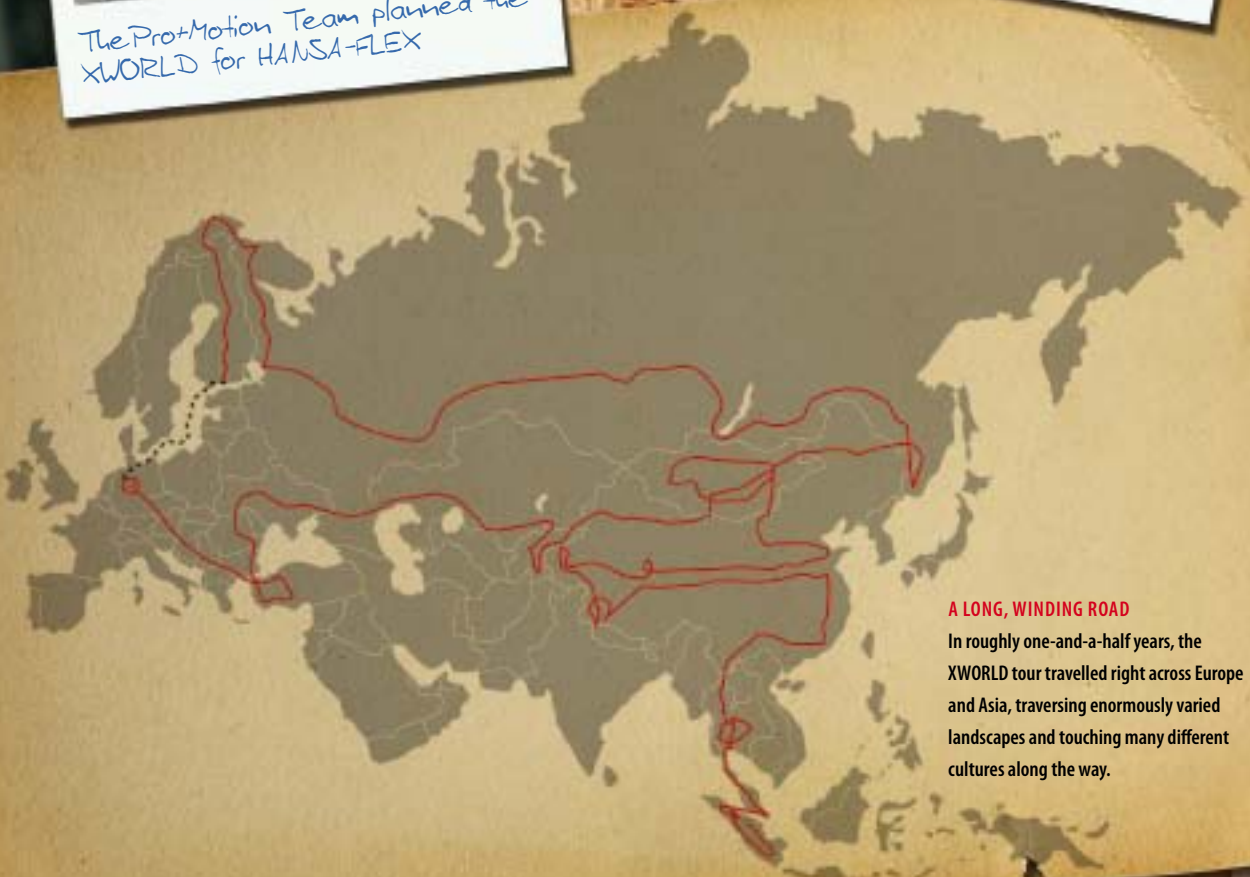 The Pro+Motion Team planned the
XWORLD for HANSA-FLEX
A LONG, WINDING ROAD
In roughly one-and-a-half years, the
XWORLD tour travelled right across Europe
and Asia, traversing enormously varied
landscapes and touching many different
cultures along the way.